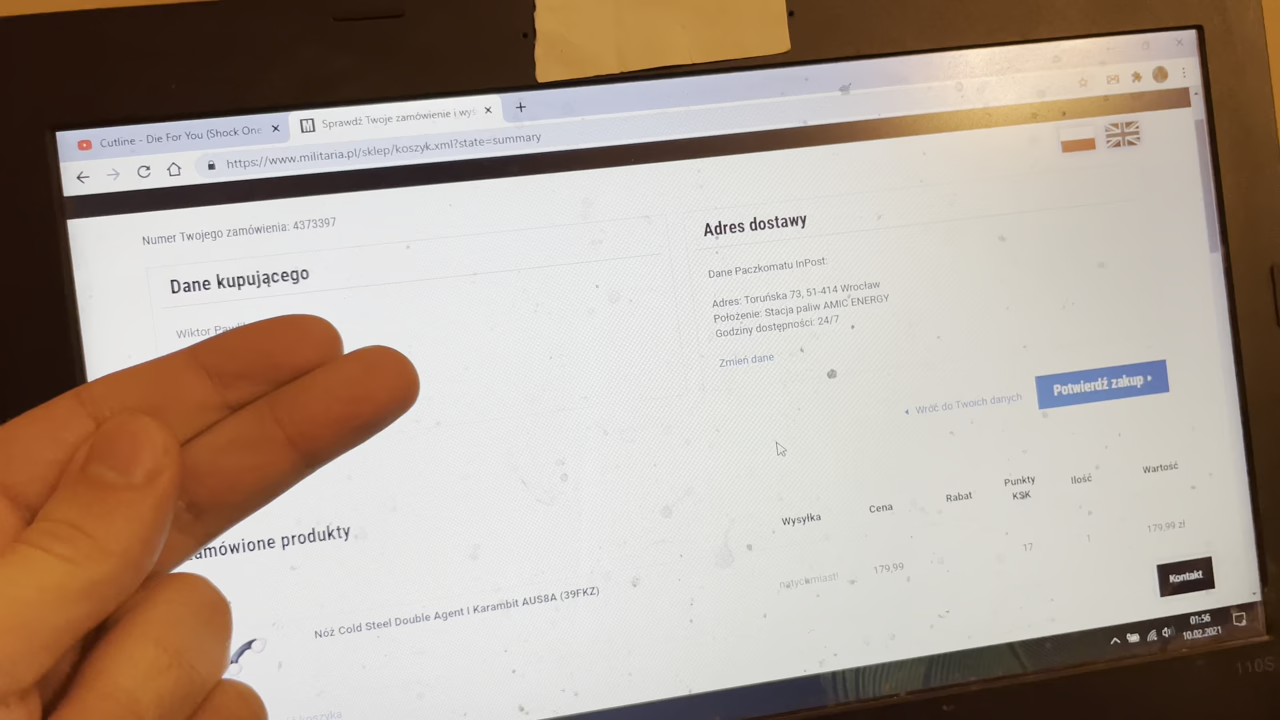 Cutline - Die For You (Shock One
Sprawdź Twoje zamówienie i wyś
https://www.militaria.pl/sklep/koszyk.xml?state=summary
Numer Twojego zamówienia: 4373397
Dane kupującego
Wiktor
Adres dostawy
Dane Paczkomatu InPost:
Adres: Toruńska 73, 51-414 Wrocław
Położenie: Stacja paliw AMIC ENERGY
Godziny dostępności: 24/7
Zmień dane
Wróć do Twoich danych
Potwierdź zakup
amówione produkty
Wysyłka Cena Rabat Punkty KSK Ilość Wartość
Nóż Cold Steel Double Agent I Karambit AUS8A (39FKZ)
natychmiast! 179,99 17 1 179,99 zł
Kontakt
koszyka
01:56
10.02.2021
110S